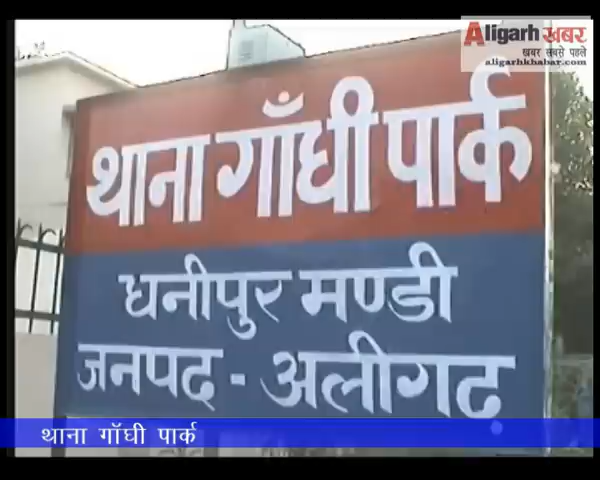 Aligarh खबर
खबर सबसे पहले
aligarhkhabar.com
थाना गाँधी पार्क
धनीपुर मण्डी
जनपद - अलीगढ़
थाना गाँधी पार्क